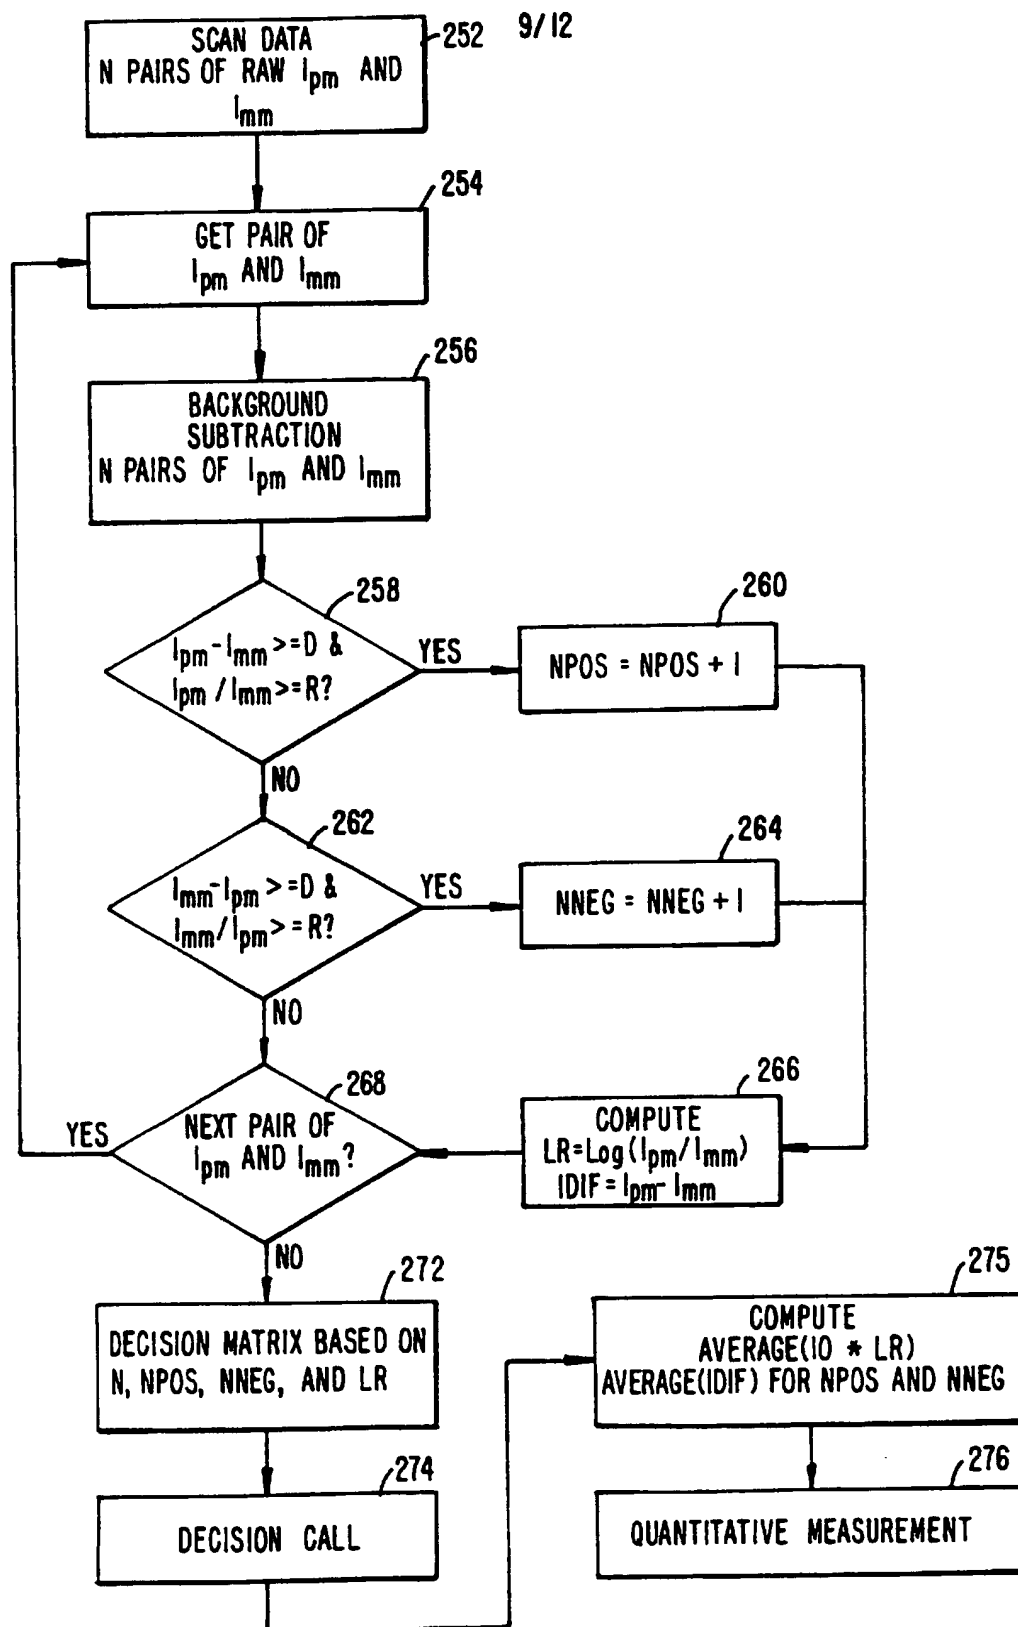 252
9/12
SCAN DATA
N PAIRS OF RAW Ipm AND
Imm
254
GET PAIR OF
Ipm AND Imm
256
BACKGROUND
SUBTRACTION
N PAIRS OF Ipm AND Imm
258
Ipm-Imm>=D &
Ipm/Imm>=R?
YES
260
NPOS = NPOS + 1
NO
262
Imm-Ipm>=D &
Imm/Ipm>=R?
YES
264
NNEG = NNEG + 1
NO
268
NEXT PAIR OF
Ipm AND Imm?
YES
266
COMPUTE
LR=Log(Ipm/Imm)
IDIF=Ipm-Imm
NO
272
DECISION MATRIX BASED ON
N, NPOS, NNEG, AND LR
275
COMPUTE
AVERAGE(10 * LR)
AVERAGE(IDIF) FOR NPOS AND NNEG
274
DECISION CALL
276
QUANTITATIVE MEASUREMENT